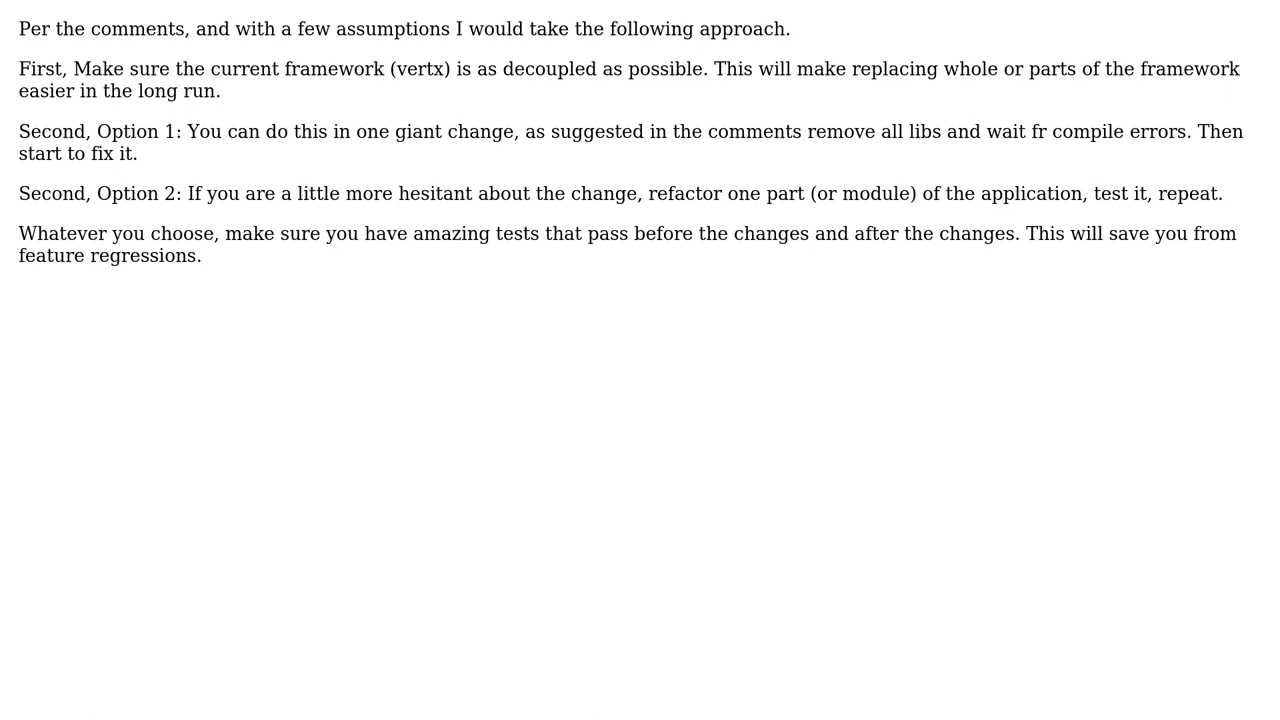 Per the comments, and with a few assumptions I would take the following approach.
First, Make sure the current framework (vertx) is as decoupled as possible. This will make replacing whole or parts of the framework
easier in the long run.
Second, Option 1: You can do this in one giant change, as suggested in the comments remove all libs and wait fr compile errors. Then
start to fix it.
Second, Option 2: If you are a little more hesitant about the change, refactor one part (or module) of the application, test it, repeat.
Whatever you choose, make sure you have amazing tests that pass before the changes and after the changes. This will save you from
feature regressions.